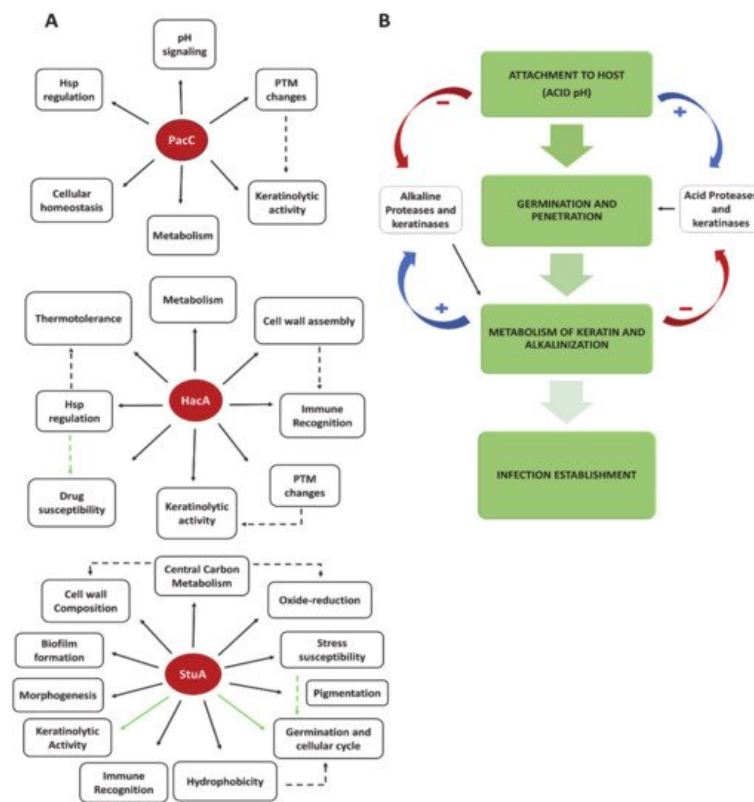 A
pH
signaling
Hsp
regulation
PTM
changes
PacC
Cellular
homeostasis
Metabolism
Keratinolytic
activity
Metabolism
Thermotolerance
Cell wall assembly
Hsp
regulation
HacA
Immune
Recognition
Drug
susceptibility
Keratinolytic
activity
PTM
changes
Central Carbon
Metabolism
Cell wall
Composition
Oxide-reduction
Biofilm
formation
Stress
susceptibility
StuA
Morphogenesis
Pigmentation
Keratinolytic
Activity
Germination and
cellular cycle
Immune
Recognition
Hydrophobicity
B
ATTACHMENT TO HOST
(ACID pH)
−
+
Alkaline
Proteases and
keratinases
GERMINATION AND
PENETRATION
Acid Proteases
and
keratinases
+
−
METABOLISM OF KERATIN AND
ALKALINIZATION
INFECTION ESTABLISHMENT